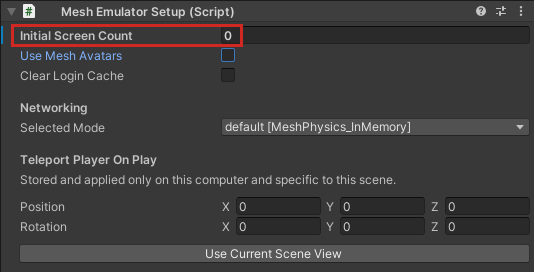 # Mesh Emulator Setup (Script)
Initial Screen Count 0
Use Mesh Avatars
Clear Login Cache
Networking
Selected Mode default [MeshPhysics_InMemory]
Teleport Player On Play
Stored and applied only on this computer and specific to this scene.
Position X 0 Y 0 Z 0
Rotation X 0 Y 0 Z 0
Use Current Scene View